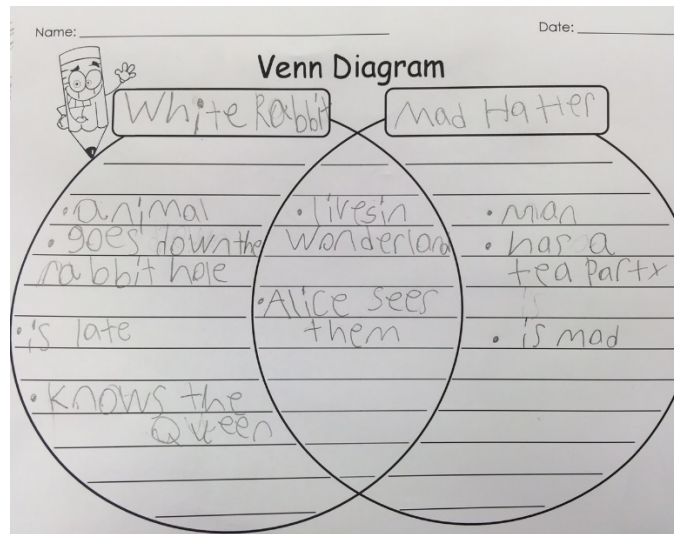 Name:
Date:
Venn Diagram
White Rabbit
Mad Hatter
• animal
• goes down the
rabbit hole
• is late
• knows the
Queen
• lives in
Wonderland
• Alice sees
them
• man
• has a
tea party
• is mad